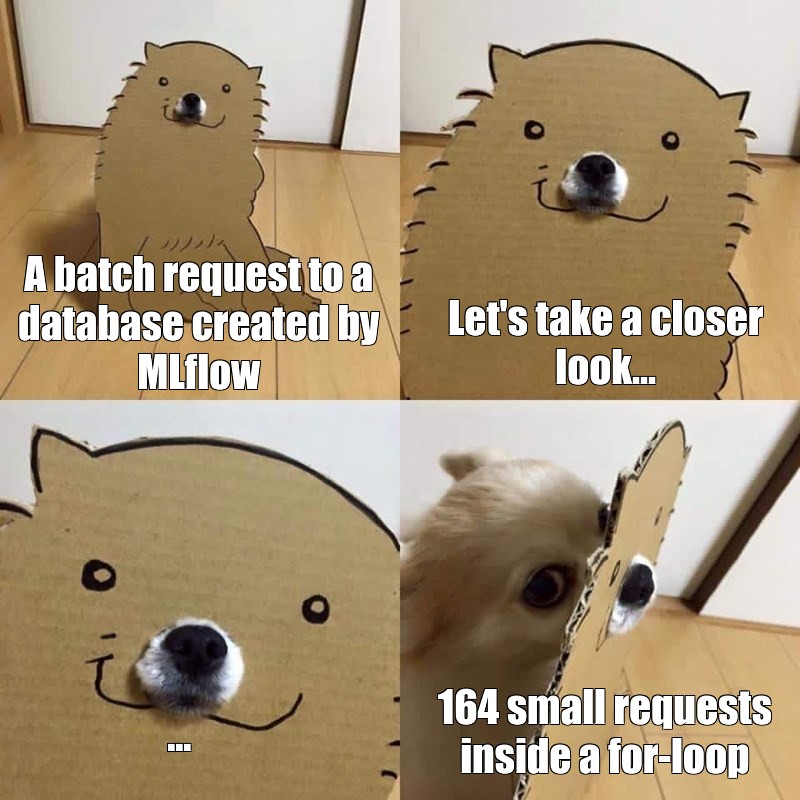 A batch request to a
database created by
MLflow
Let's take a closer
look...
...
164 small requests
inside a for-loop